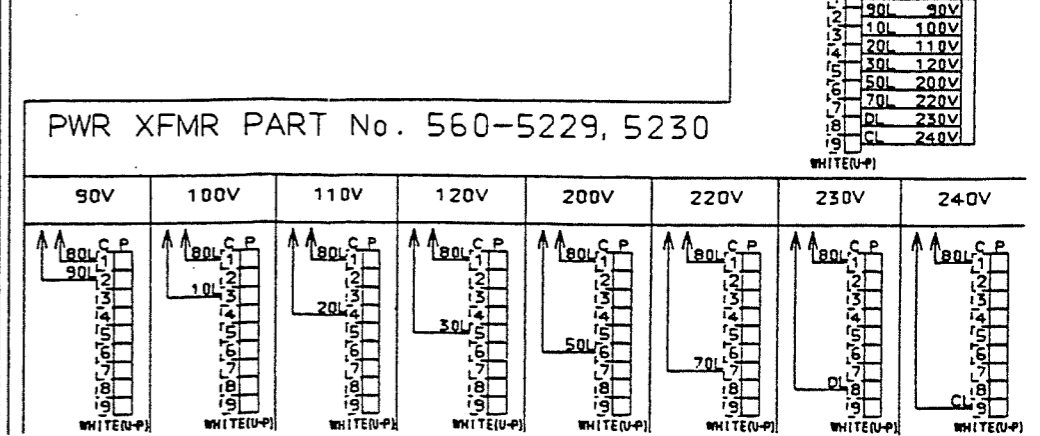 2 90L 90V
3 10L 100V
4 20L 110V
5 30L 120V
6 50L 200V
7 70L 220V
8 DL 230V
9 CL 240V
WHITE(U-P)
PWR XFMR PART No. 560-5229, 5230
90V 100V 110V 120V 200V 220V 230V 240V
C P C P C P C P C P C P C P C P
80L 1 80L 1 80L 1 80L 1 80L 1 80L 1 80L 1 80L 1
90L 2 2 2 2 2 2 2 2
3 10L 3 3 3 3 3 3 3
4 4 20L 4 4 4 4 4 4
5 5 5 30L 5 5 5 5 5
6 6 6 6 50L 6 6 6 6
7 7 7 7 7 70L 7 7 7
8 8 8 8 8 8 DL 8 8
9 9 9 9 9 9 9 CL 9
WHITE(U-P) WHITE(U-P) WHITE(U-P) WHITE(U-P) WHITE(U-P) WHITE(U-P) WHITE(U-P) WHITE(U-P)